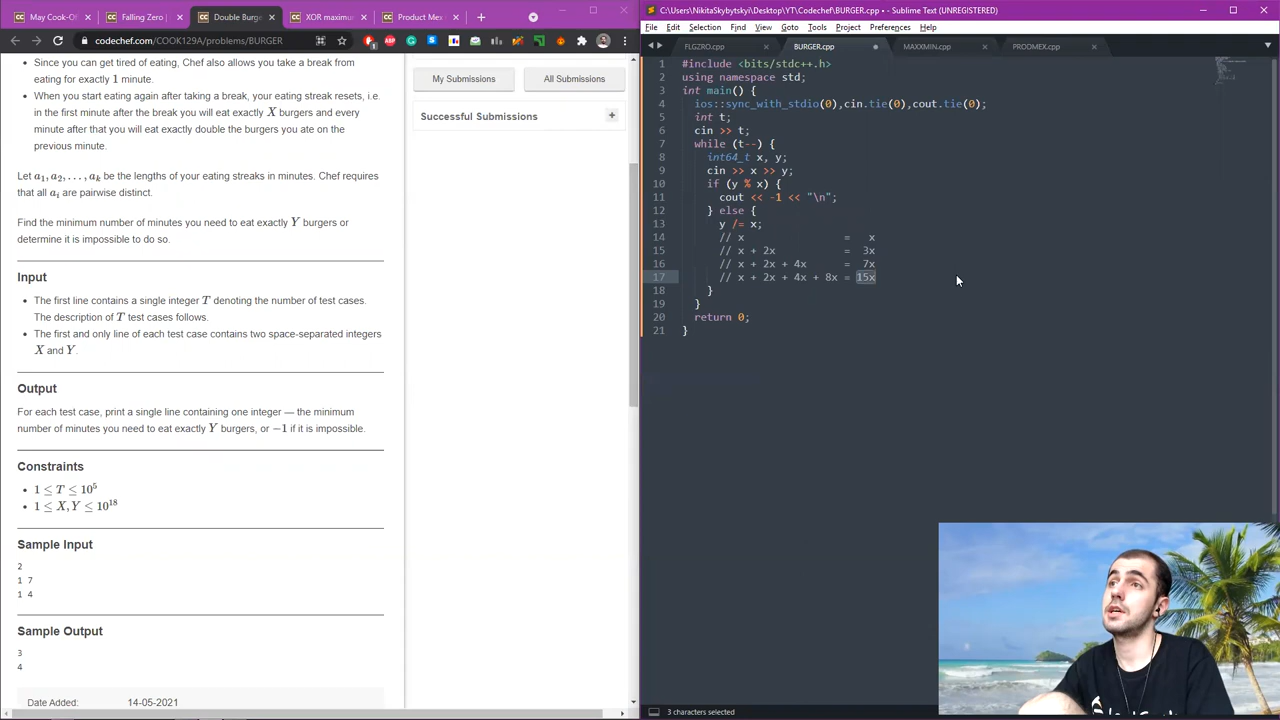 May Cook-Of
Falling Zero |
Double Burge
XOR maximu
Product Mex
codechef.com/COOK129A/problems/BURGER
Since you can get tired of eating, Chef also allows you take a break from
eating for exactly 1 minute.
When you start eating again after taking a break, your eating streak resets, i.e.
in the first minute after the break you will eat exactly X burgers and every
minute after that you will eat exactly double the burgers you ate on the
previous minute.
Let a₁, a₂, . . . , aₖ be the lengths of your eating streaks in minutes. Chef requires
that all aᵢ are pairwise distinct.
Find the minimum number of minutes you need to eat exactly Y burgers or
determine it is impossible to do so.
Input
The first line contains a single integer T denoting the number of test cases.
The description of T test cases follows.
The first and only line of each test case contains two space-separated integers
X and Y.
Output
For each test case, print a single line containing one integer — the minimum
number of minutes you need to eat exactly Y burgers, or −1 if it is impossible.
Constraints
1 ≤ T ≤ 10⁵
1 ≤ X, Y ≤ 10¹⁸
Sample Input
2
1 7
1 4
Sample Output
3
4
Date Added: 14-05-2021
My Submissions
All Submissions
Successful Submissions
C:\Users\NikitaSkybytskyi\Desktop\YT\Codechef\BURGER.cpp • - Sublime Text (UNREGISTERED)
File Edit Selection Find View Goto Tools Project Preferences Help
FLGZRO.cpp
BURGER.cpp
MAXXMIN.cpp
PRODMEX.cpp
1 #include <bits/stdc++.h>
2 using namespace std;
3 int main() {
4 ios::sync_with_stdio(0),cin.tie(0),cout.tie(0);
5 int t;
6 cin >> t;
7 while (t--) {
8 int64_t x, y;
9 cin >> x >> y;
10 if (y % x) {
11 cout << -1 << "\n";
12 } else {
13 y /= x;
14 // x = x
15 // x + 2x = 3x
16 // x + 2x + 4x = 7x
17 // x + 2x + 4x + 8x = 15x
18 }
19 }
20 return 0;
21 }
3 characters selected